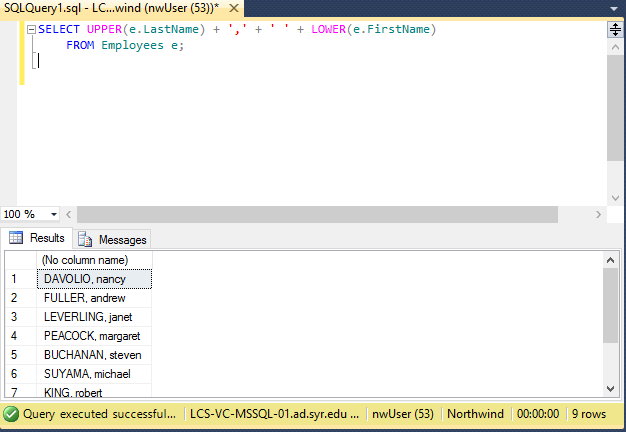 SQLQuery1.sql - LC...wind (nwUser (53))*
SELECT UPPER(e.LastName) + ',' + ' ' + LOWER(e.FirstName)
FROM Employees e;
100 %
Results Messages
(No column name)
1 DAVOLIO, nancy
2 FULLER, andrew
3 LEVERLING, janet
4 PEACOCK, margaret
5 BUCHANAN, steven
6 SUYAMA, michael
7 KING, robert
Query executed successful... LCS-VC-MSSQL-01.ad.syr.edu ... nwUser (53) Northwind 00:00:00 9 rows